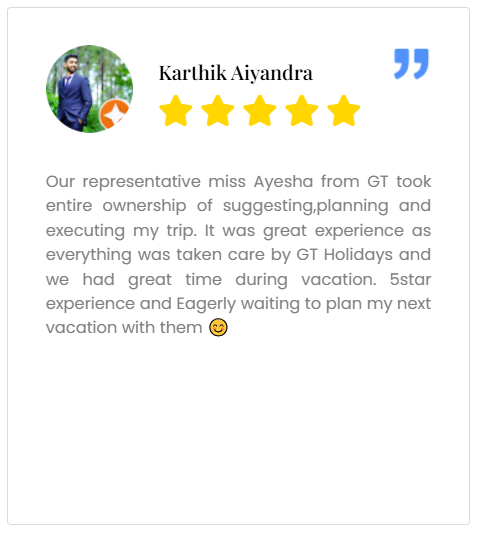 Karthik Aiyandra
Our representative miss Ayesha from GT took
entire ownership of suggesting,planning and
executing my trip. It was great experience as
everything was taken care by GT Holidays and
we had great time during vacation. 5star
experience and Eagerly waiting to plan my next
vacation with them 😊